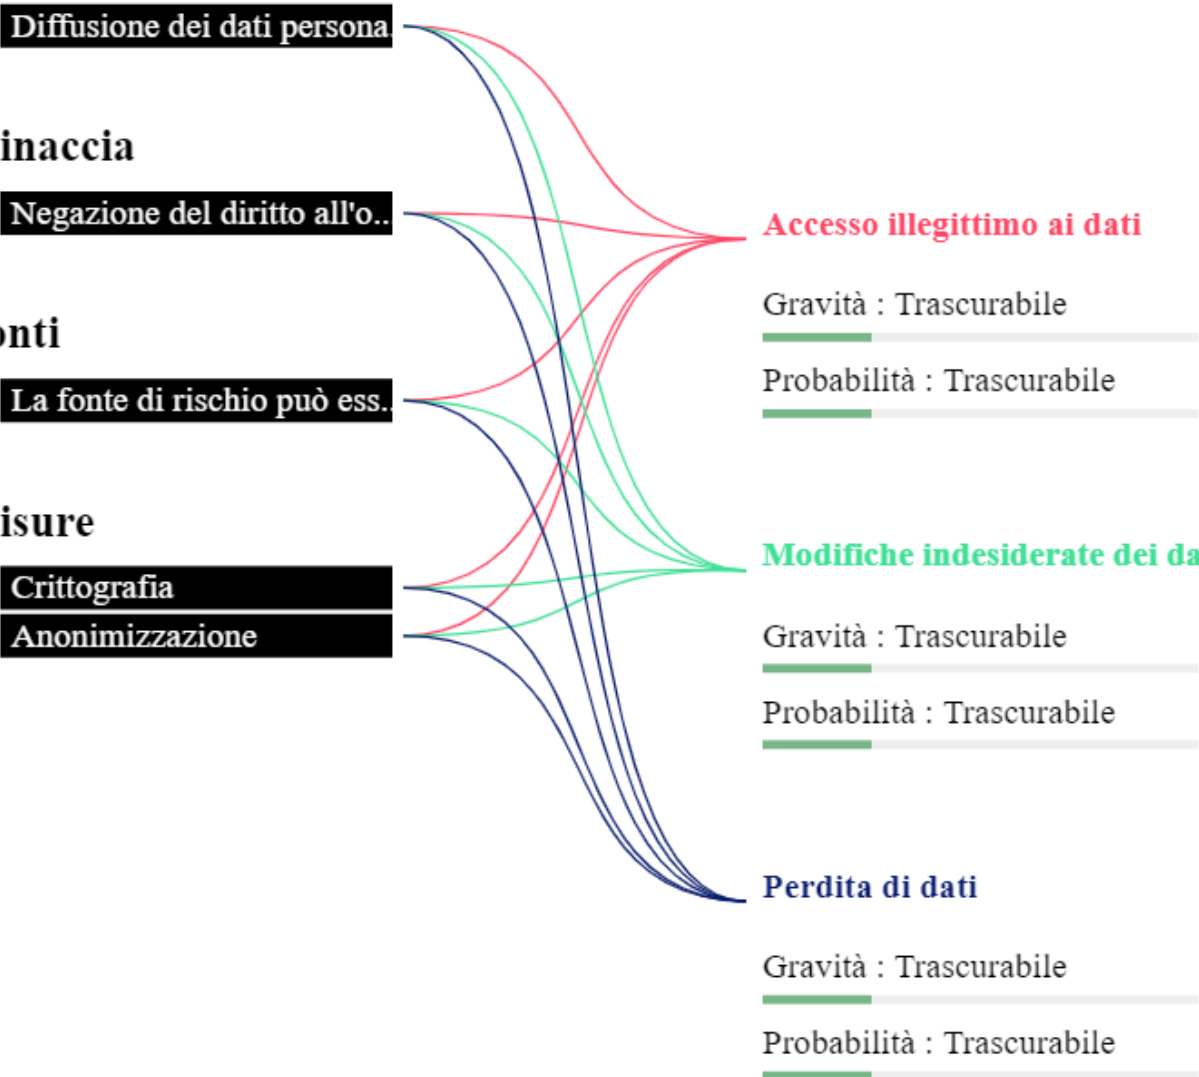 Diffusione dei dati persona.
inaccia
Negazione del diritto all'o..
onti
La fonte di rischio può ess..
isure
Crittografia
Anonimizzazione
Accesso illegittimo ai dati
Gravità : Trascurabile
Probabilità : Trascurabile
Modifiche indesiderate dei da
Gravità : Trascurabile
Probabilità : Trascurabile
Perdita di dati
Gravità : Trascurabile
Probabilità : Trascurabile